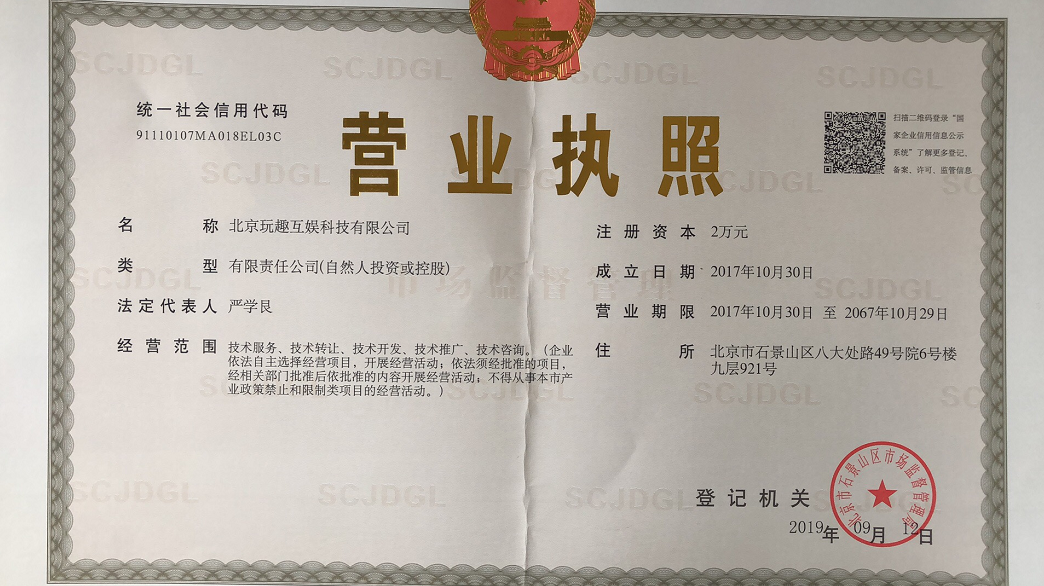 统一社会信用代码
91110107MA018EL03C
营业执照
扫描二维码登录“国
家企业信用信息公示
系统”了解更多登记、
备案、许可、监管信息
名称 北京玩趣互娱科技有限公司
类型 有限责任公司(自然人投资或控股)
法定代表人 严学艮
经营范围 技术服务、技术转让、技术开发、技术推广、技术咨询。（企业
依法自主选择经营项目，开展经营活动；依法须经批准的项目，
经相关部门批准后依批准的内容开展经营活动；不得从事本市产
业政策禁止和限制类项目的经营活动。）
注册资本 2万元
成立日期 2017年10月30日
营业期限 2017年10月30日 至 2067年10月29日
住所 北京市石景山区八大处路49号院6号楼
九层921号
登记机关
北京市石景山区市场监督管理局
2019年 09月 12日
SCJDGL
市场监督管理